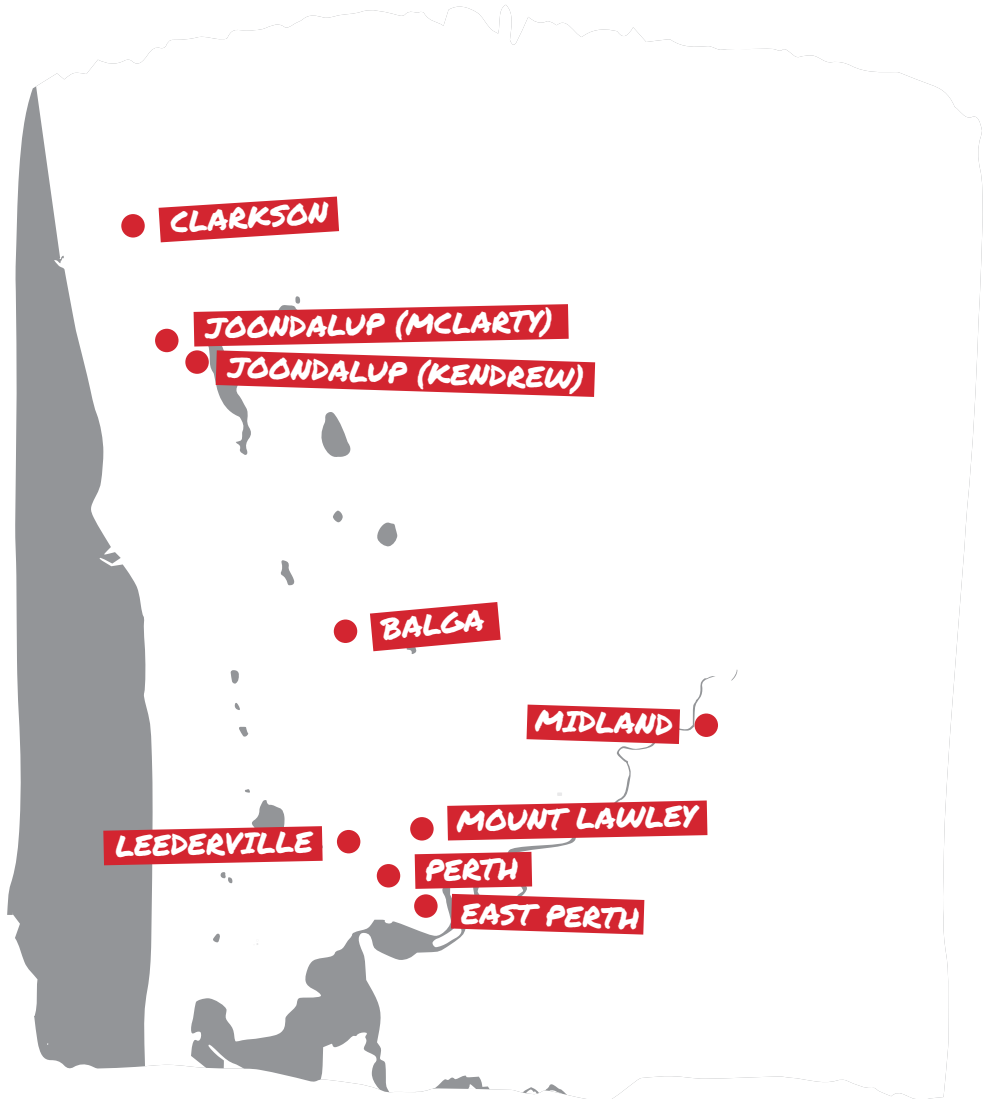 CLARKSON
JOONDALUP (MCLARTY)
JOONDALUP (KENDREW)
BALGA
MIDLAND
MOUNT LAWLEY
LEEDERVILLE
PERTH
EAST PERTH